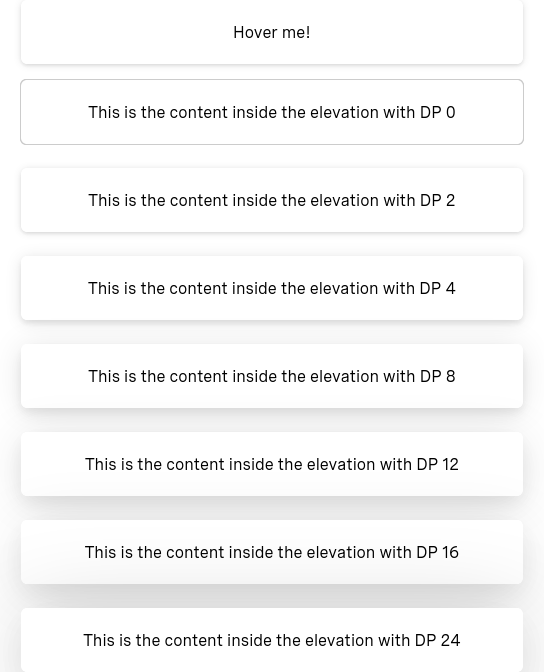 Hover me!
This is the content inside the elevation with DP 0
This is the content inside the elevation with DP 2
This is the content inside the elevation with DP 4
This is the content inside the elevation with DP 8
This is the content inside the elevation with DP 12
This is the content inside the elevation with DP 16
This is the content inside the elevation with DP 24